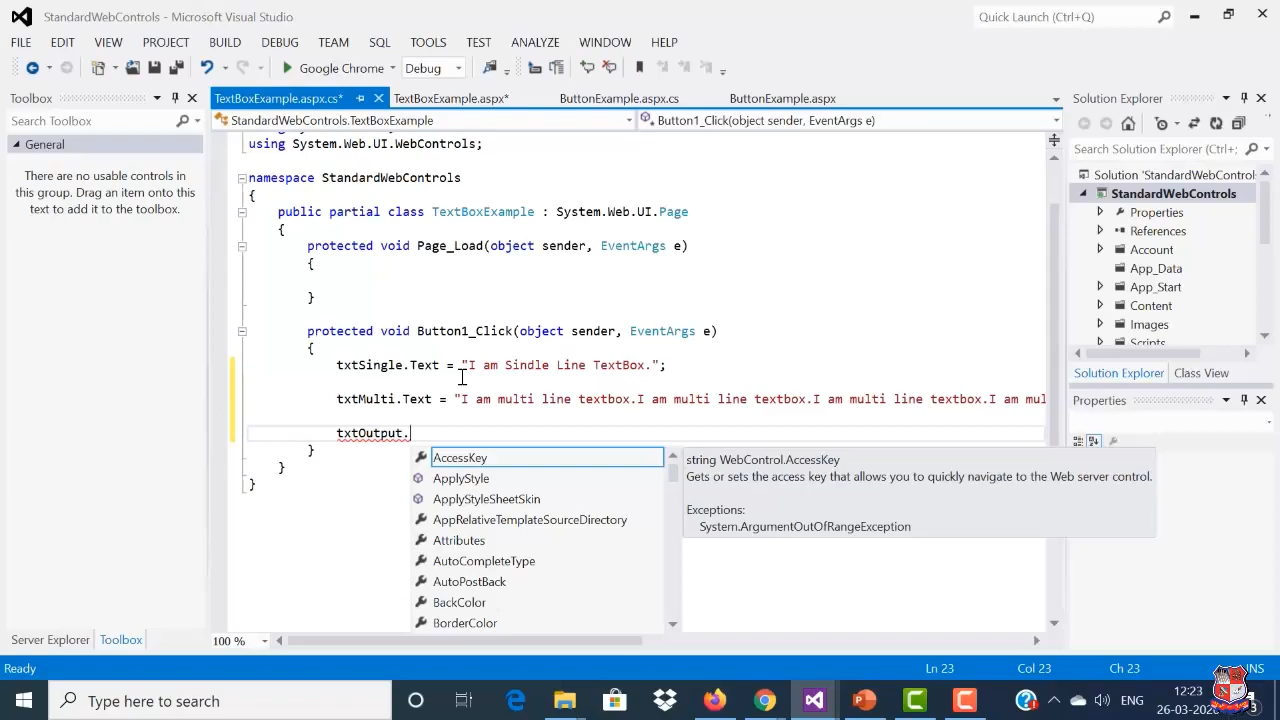 StandardWebControls - Microsoft Visual Studio
Quick Launch (Ctrl+Q)
FILE EDIT VIEW PROJECT BUILD DEBUG TEAM SQL TOOLS TEST ANALYZE WINDOW HELP
Google Chrome Debug
Toolbox
TextBoxExample.aspx.cs* TextBoxExample.aspx* ButtonExample.aspx.cs ButtonExample.aspx
Solution Explorer
Search Toolbox
StandardWebControls.TextBoxExample
Button1_Click(object sender, EventArgs e)
General
There are no usable controls in
this group. Drag an item onto this
text to add it to the toolbox.
using System.Web.UI.WebControls;
namespace StandardWebControls
{
public partial class TextBoxExample : System.Web.UI.Page
{
protected void Page_Load(object sender, EventArgs e)
{
}
protected void Button1_Click(object sender, EventArgs e)
{
txtSingle.Text = "I am Sindle Line TextBox.";
txtMulti.Text = "I am multi line textbox.I am multi line textbox.I am multi line textbox.I am mul
txtOutput.
}
}
}
AccessKey
ApplyStyle
ApplyStyleSheetSkin
AppRelativeTemplateSourceDirectory
Attributes
AutoCompleteType
AutoPostBack
BackColor
BorderColor
string WebControl.AccessKey
Gets or sets the access key that allows you to quickly navigate to the Web server control.
Exceptions:
System.ArgumentOutOfRangeException
Search Solution Explorer (Ctrl+;
Solution 'StandardWebControl
StandardWebControls
Properties
References
Account
App_Data
App_Start
Content
Images
Scripts
Solution Explorer Class View
Properties
Server Explorer Toolbox
100 %
Ready
Ln 23 Col 23 Ch 23 INS
Type here to search
ENG
12:23
26-03-2020
3